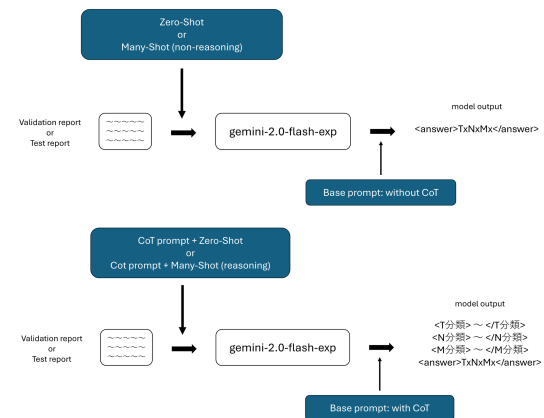 Zero-Shot
or
Many-Shot (non-reasoning)
Validation report
or
Test report
~~~~~
~~~~~
~~~~~
gemini-2.0-flash-exp
model output
<answer>TxNxMx</answer>
Base prompt: without CoT
CoT prompt + Zero-Shot
or
Cot prompt + Many-Shot (reasoning)
Validation report
or
Test report
~~~~~
~~~~~
~~~~~
gemini-2.0-flash-exp
model output
<T分類> ~ </T分類>
<N分類> ~ </N分類>
<M分類> ~ </M分類>
<answer>TxNxMx</answer>
Base prompt: with CoT